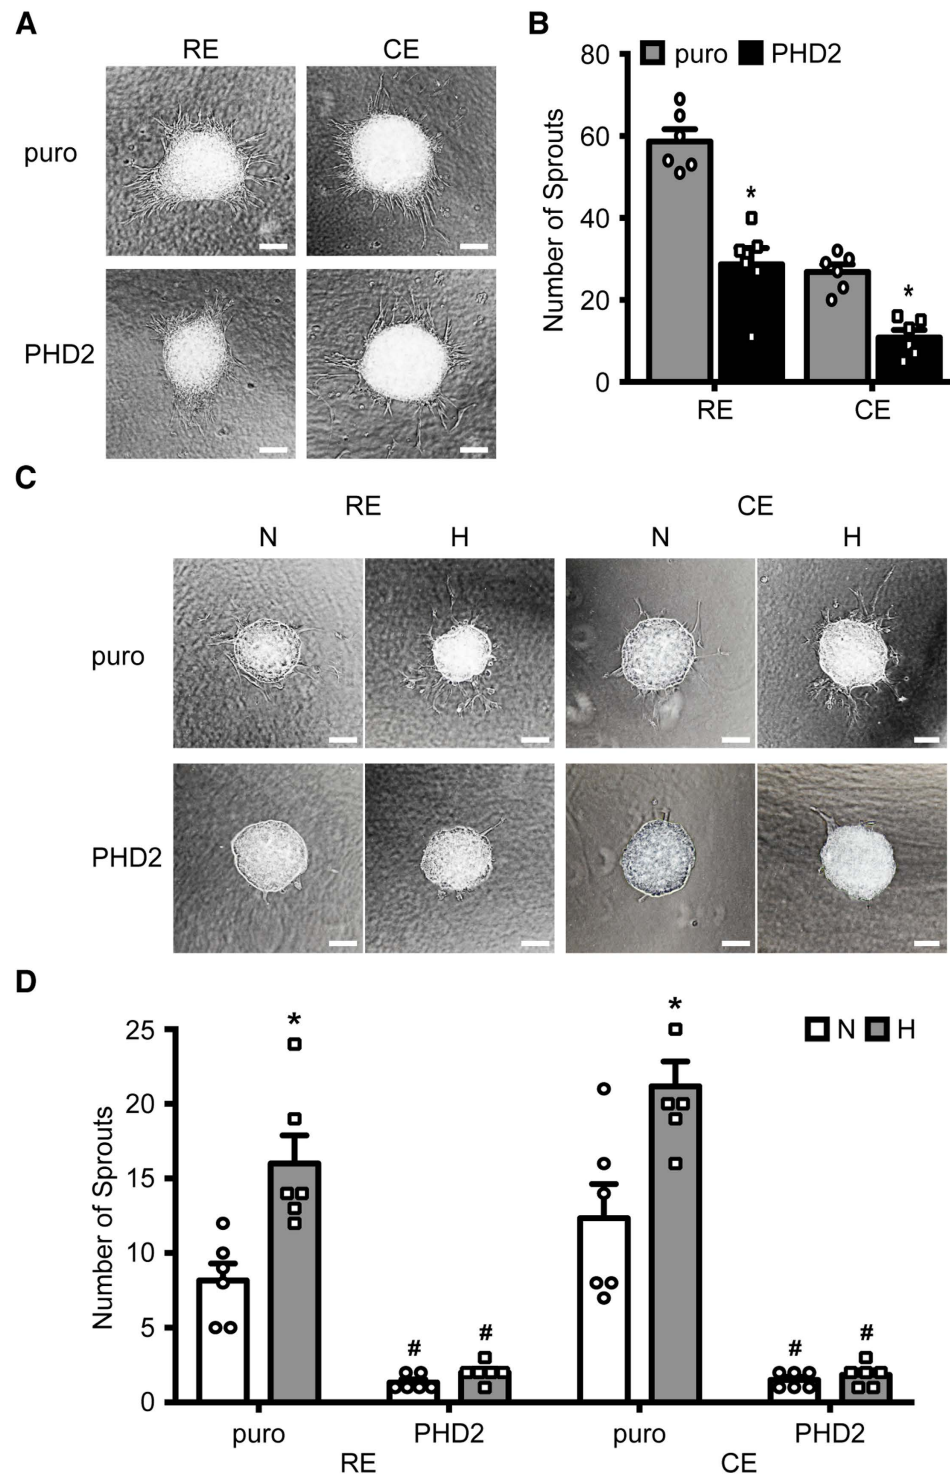 A
RE CE
puro
PHD2
B
puro PHD2
80
60
40
20
0
Number of Sprouts
*
*
RE CE
C
RE CE
N H N H
puro
PHD2
D
N H
25
20
15
10
5
0
Number of Sprouts
* *
# # # #
puro PHD2 puro PHD2
RE CE